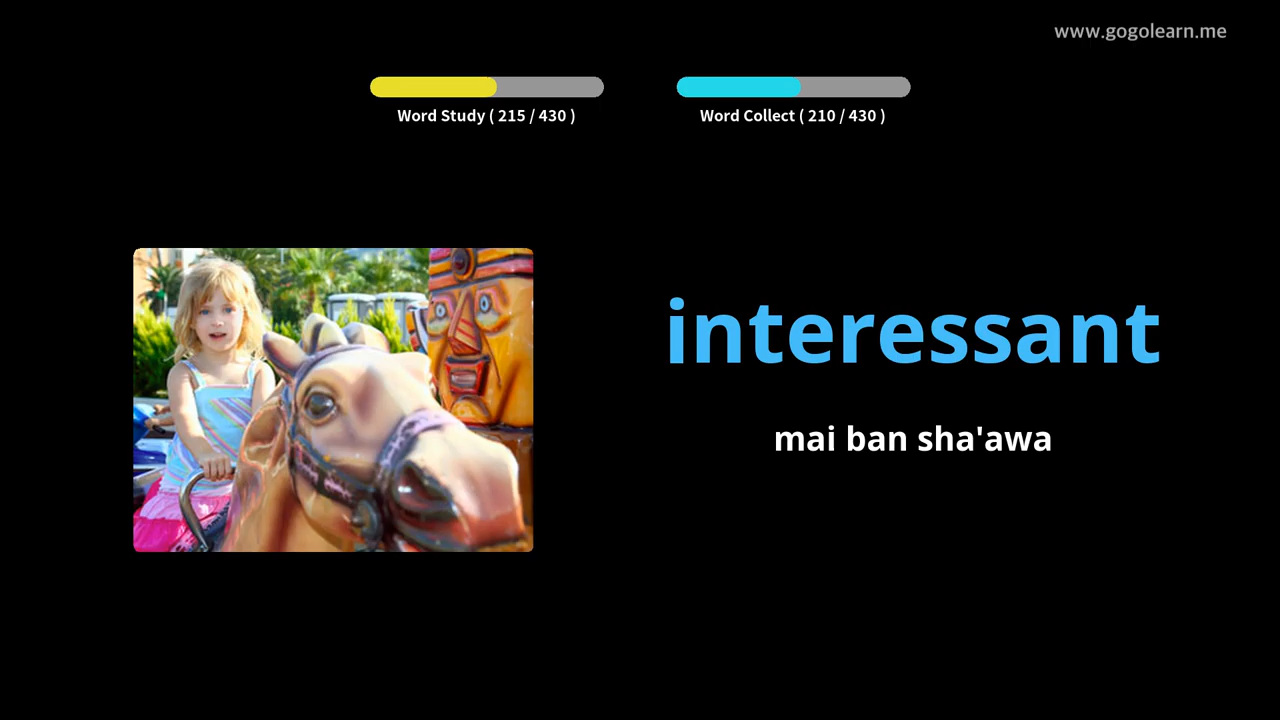 www.gogolearn.me
Word Study ( 215 / 430 )
Word Collect ( 210 / 430 )
interessant
mai ban sha'awa